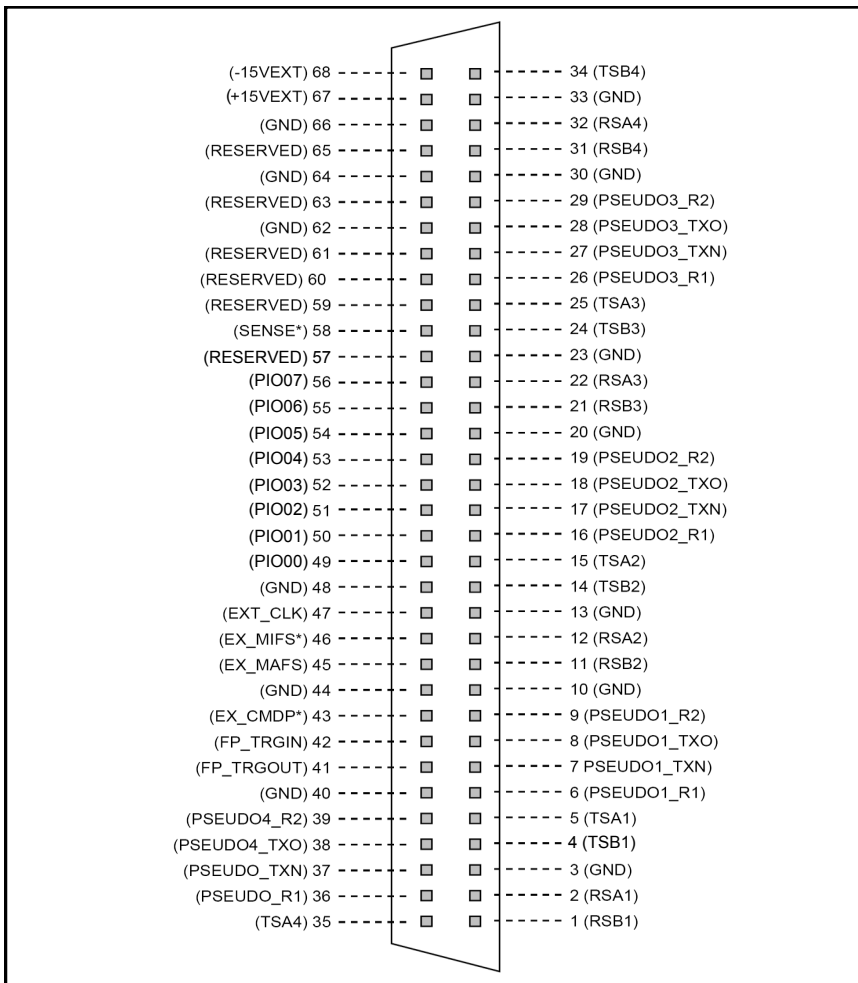 (-15VEXT) 68 34 (TSB4)
(+15VEXT) 67 33 (GND)
(GND) 66 32 (RSA4)
(RESERVED) 65 31 (RSB4)
(GND) 64 30 (GND)
(RESERVED) 63 29 (PSEUDO3_R2)
(GND) 62 28 (PSEUDO3_TXO)
(RESERVED) 61 27 (PSEUDO3_TXN)
(RESERVED) 60 26 (PSEUDO3_R1)
(RESERVED) 59 25 (TSA3)
(SENSE*) 58 24 (TSB3)
(RESERVED) 57 23 (GND)
(PIO07) 56 22 (RSA3)
(PIO06) 55 21 (RSB3)
(PIO05) 54 20 (GND)
(PIO04) 53 19 (PSEUDO2_R2)
(PIO03) 52 18 (PSEUDO2_TXO)
(PIO02) 51 17 (PSEUDO2_TXN)
(PIO01) 50 16 (PSEUDO2_R1)
(PIO00) 49 15 (TSA2)
(GND) 48 14 (TSB2)
(EXT_CLK) 47 13 (GND)
(EX_MIFS*) 46 12 (RSA2)
(EX_MAFS) 45 11 (RSB2)
(GND) 44 10 (GND)
(EX_CMDP*) 43 9 (PSEUDO1_R2)
(FP_TRGIN) 42 8 (PSEUDO1_TXO)
(FP_TRGOUT) 41 7 PSEUDO1_TXN)
(GND) 40 6 (PSEUDO1_R1)
(PSEUDO4_R2) 39 5 (TSA1)
(PSEUDO4_TXO) 38 4 (TSB1)
(PSEUDO_TXN) 37 3 (GND)
(PSEUDO_R1) 36 2 (RSA1)
(TSA4) 35 1 (RSB1)